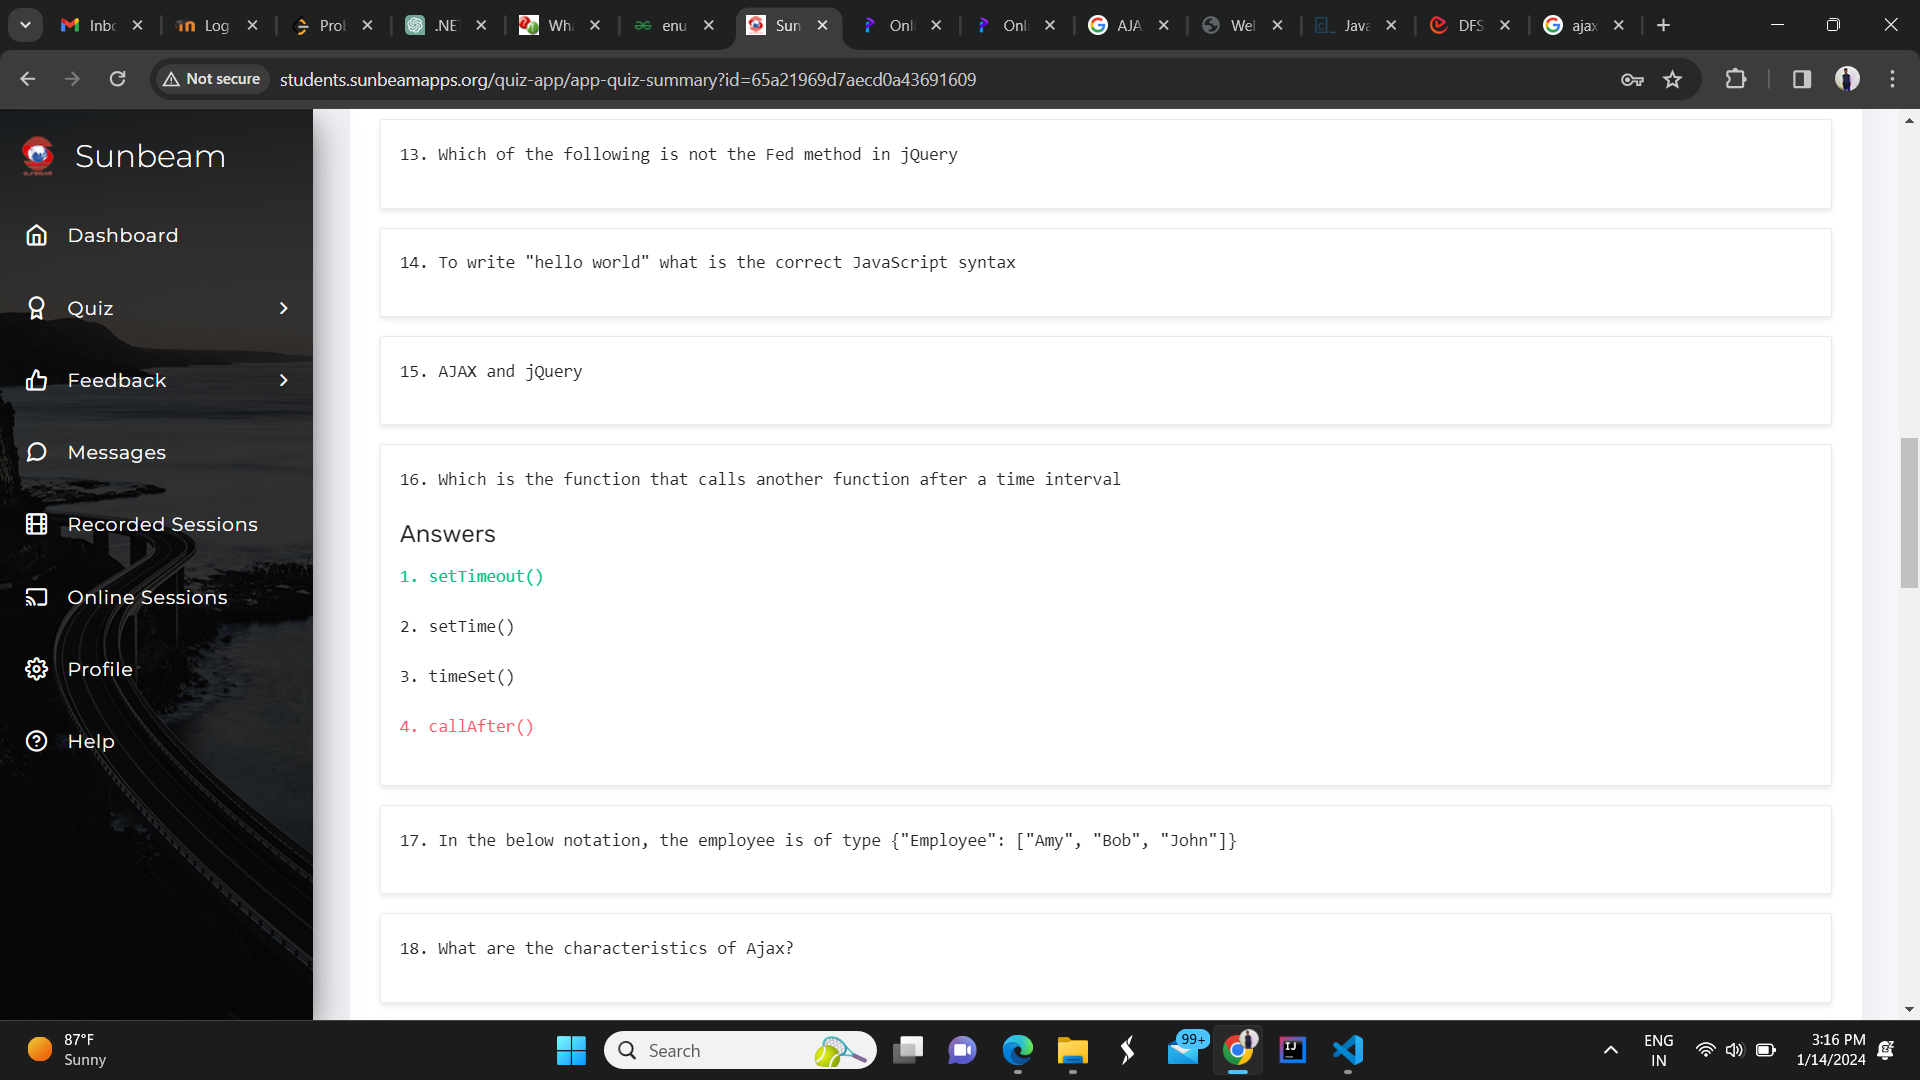 Inbc
Log
Prol
.NE
Wh
enu
Sun
Onli
Onli
AJA
Wel
Java
DFS
ajax
Not secure
students.sunbeamapps.org/quiz-app/app-quiz-summary?id=65a21969d7aecd0a43691609
Sunbeam
Dashboard
Quiz
Feedback
Messages
Recorded Sessions
Online Sessions
Profile
Help
13. Which of the following is not the Fed method in jQuery
14. To write "hello world" what is the correct JavaScript syntax
15. AJAX and jQuery
16. Which is the function that calls another function after a time interval
Answers
1. setTimeout()
2. setTime()
3. timeSet()
4. callAfter()
17. In the below notation, the employee is of type {"Employee": ["Amy", "Bob", "John"]}
18. What are the characteristics of Ajax?
87°F
Sunny
Search
99+
IJ
ENG
IN
3:16 PM
1/14/2024